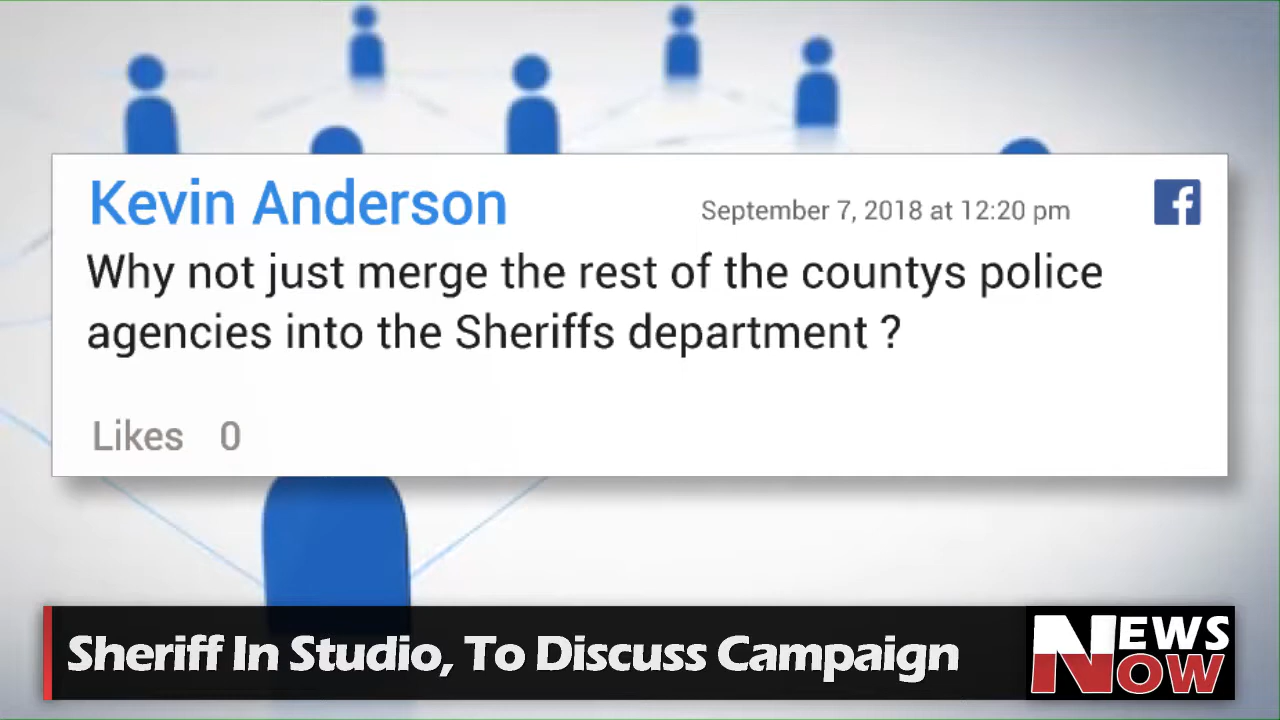 Kevin Anderson
September 7, 2018 at 12:20 pm
f
Why not just merge the rest of the countys police
agencies into the Sheriffs department ?
Likes 0
Sheriff In Studio, To Discuss Campaign
NEWS
NOW